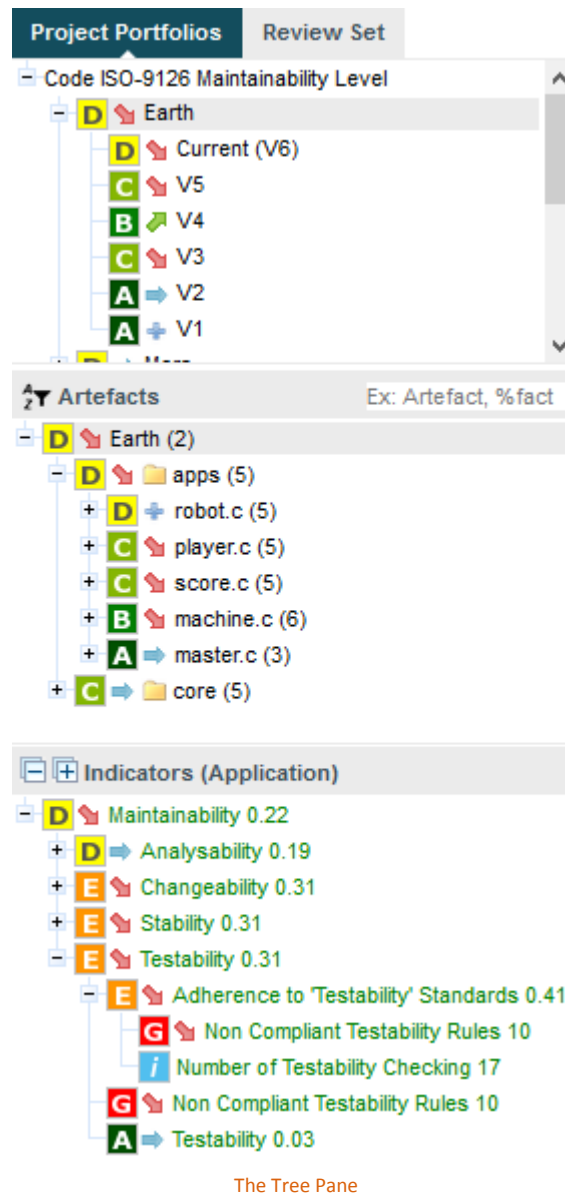 Project Portfolios Review Set
Code ISO-9126 Maintainability Level
D Earth
D Current (V6)
C V5
B V4
C V3
A V2
A V1
A Z Artefacts Ex: Artefact, %fact
D Earth (2)
D apps (5)
D robot.c (5)
C player.c (5)
C score.c (5)
B machine.c (6)
A master.c (3)
C core (5)
Indicators (Application)
D Maintainability 0.22
D Analysability 0.19
E Changeability 0.31
E Stability 0.31
E Testability 0.31
E Adherence to 'Testability' Standards 0.41
G Non Compliant Testability Rules 10
i Number of Testability Checking 17
G Non Compliant Testability Rules 10
A Testability 0.03
The Tree Pane